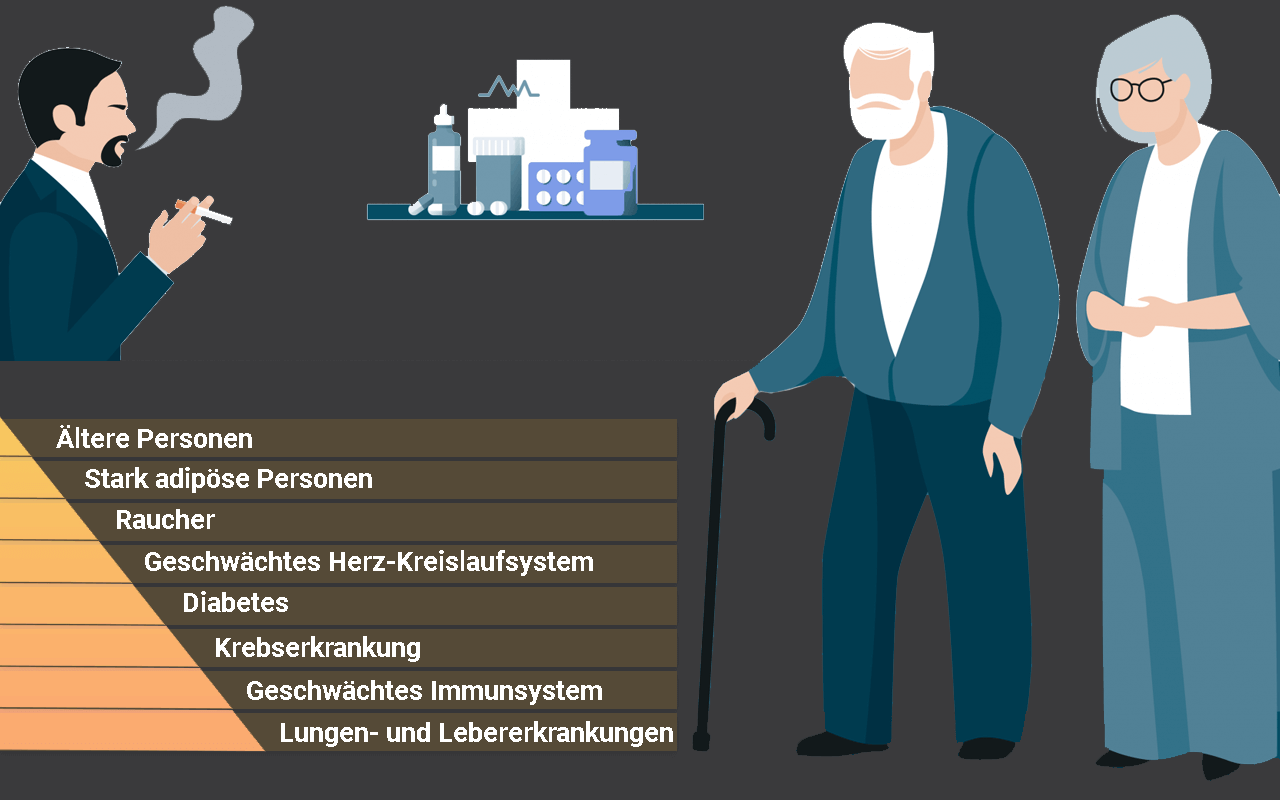 Ältere Personen
Stark adipöse Personen
Raucher
Geschwächtes Herz-Kreislaufsystem
Diabetes
Krebserkrankung
Geschwächtes Immunsystem
Lungen- und Lebererkrankungen